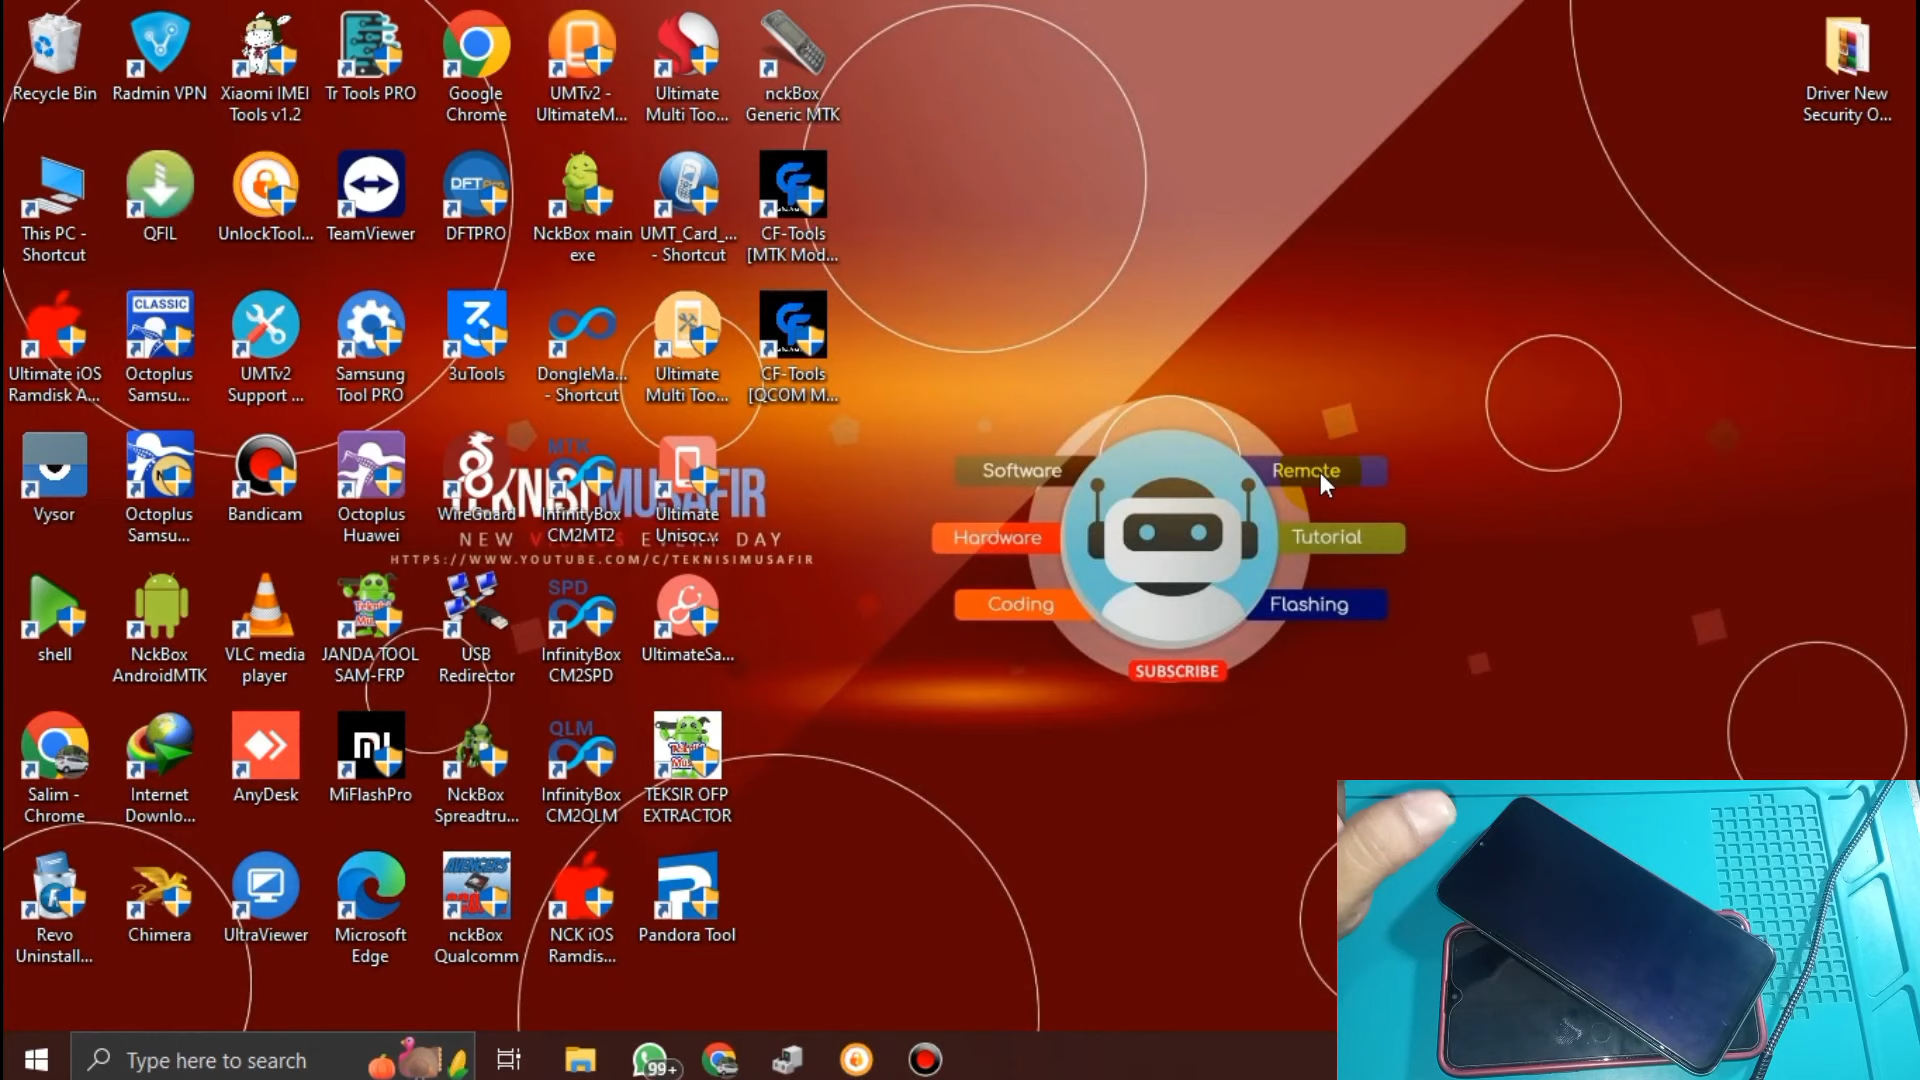 Recycle Bin
Radmin VPN
Xiaomi IMEI
Tools v1.2
Tr Tools PRO
Google
Chrome
UMTv2 -
UltimateM...
Ultimate
Multi Too...
nckBox
Generic MTK
Driver New
Security O...
This PC -
Shortcut
QFIL
UnlockTool...
TeamViewer
DFTPRO
NckBox main
exe
UMT_Card_...
- Shortcut
CF-Tools
[MTK Mod...
Ultimate iOS
Ramdisk A...
CLASSIC
Octoplus
Samsu...
UMTv2
Support ...
Samsung
Tool PRO
3uTools
DongleMa...
- Shortcut
Ultimate
Multi Too...
CF-Tools
[QCOM M...
Vysor
Octoplus
Samsu...
Bandicam
Octoplus
Huawei
WireGuard
MTK
InfinityBox
CM2MT2
Ultimate
Unisoc...
TEKNISIMUSAFIR
NEW VIDEOS EVERY DAY
HTTPS://WWW.YOUTUBE.COM/C/TEKNISIMUSAFIR
Software
Remote
Hardware
Tutorial
Coding
Flashing
SUBSCRIBE
shell
NckBox
AndroidMTK
VLC media
player
JANDA TOOL
SAM-FRP
USB
Redirector
SPD
InfinityBox
CM2SPD
UltimateSa...
Salim -
Chrome
Internet
Downlo...
AnyDesk
MiFlashPro
NckBox
Spreadtru...
QLM
InfinityBox
CM2QLM
TEKSIR OFP
EXTRACTOR
Revo
Uninstall...
Chimera
UltraViewer
Microsoft
Edge
AVENGERS
nckBox
Qualcomm
NCK iOS
Ramdis...
Pandora Tool
Type here to search
99+